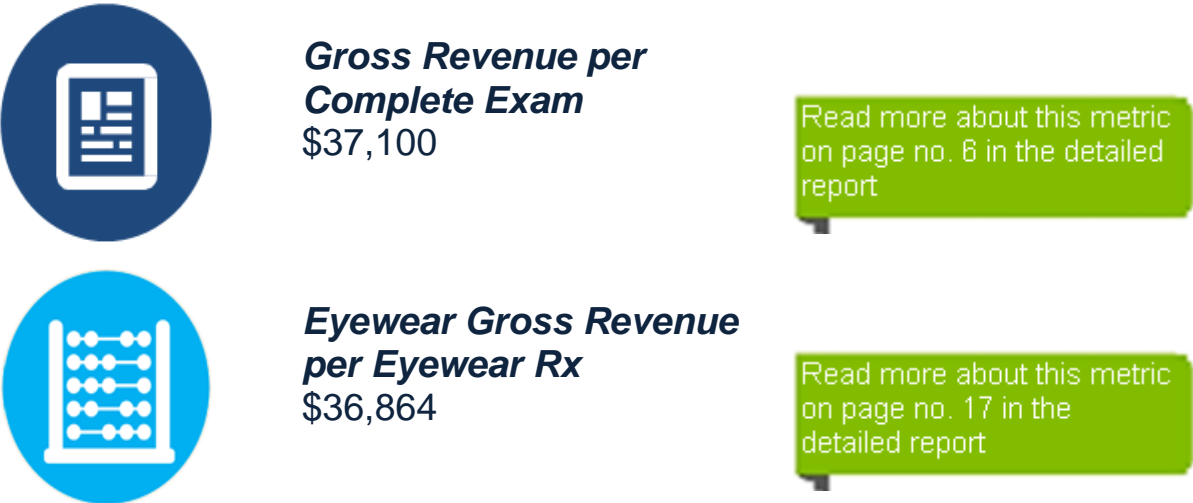 Gross Revenue per
Complete Exam
$37,100
Read more about this metric
on page no. 6 in the detailed
report
Eyewear Gross Revenue
per Eyewear Rx
$36,864
Read more about this metric
on page no. 17 in the
detailed report